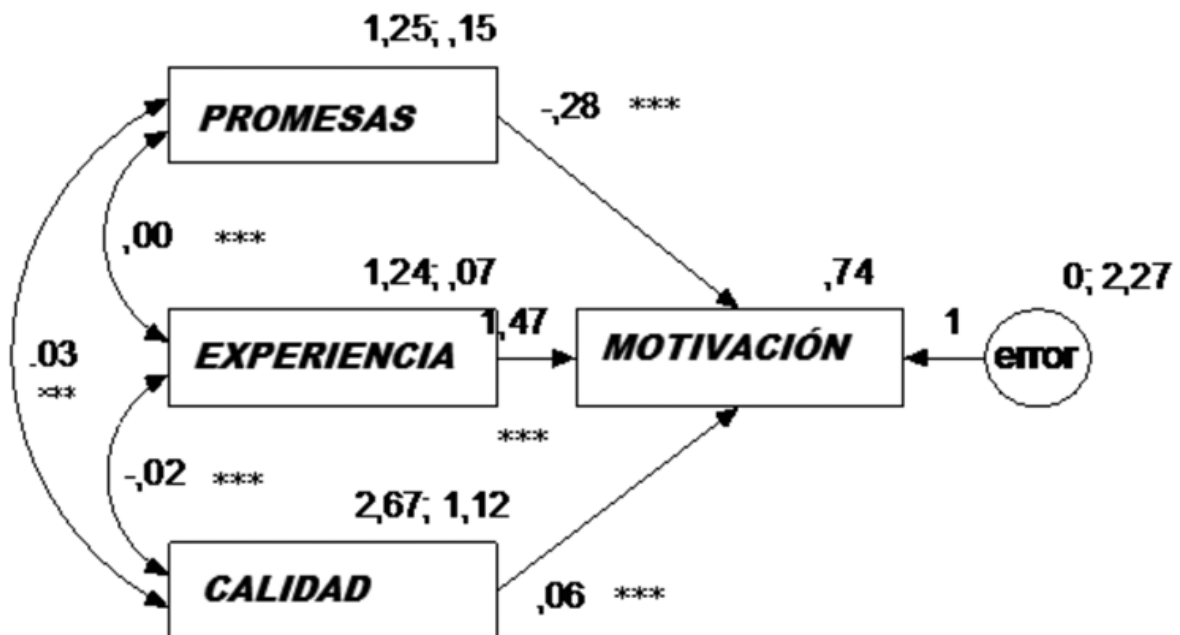 1,25; ,15
PROMESAS
-,28 ***
,00 ***
1,24; ,07
,74
0; 2,27
EXPERIENCIA
1,47
MOTIVACIÓN
1
error
.03
***
***
-,02 ***
2,67; 1,12
CALIDAD
,06 ***